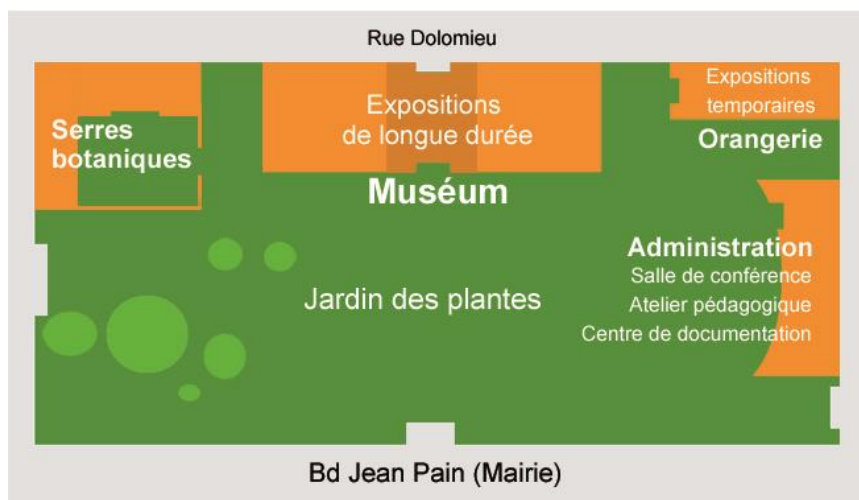 Rue Dolomieu
Expositions
de longue durée
Muséum
Serres
botaniques
Expositions
temporaires
Orangerie
Administration
Salle de conférence
Atelier pédagogique
Centre de documentation
Jardin des plantes
Bd Jean Pain (Mairie)